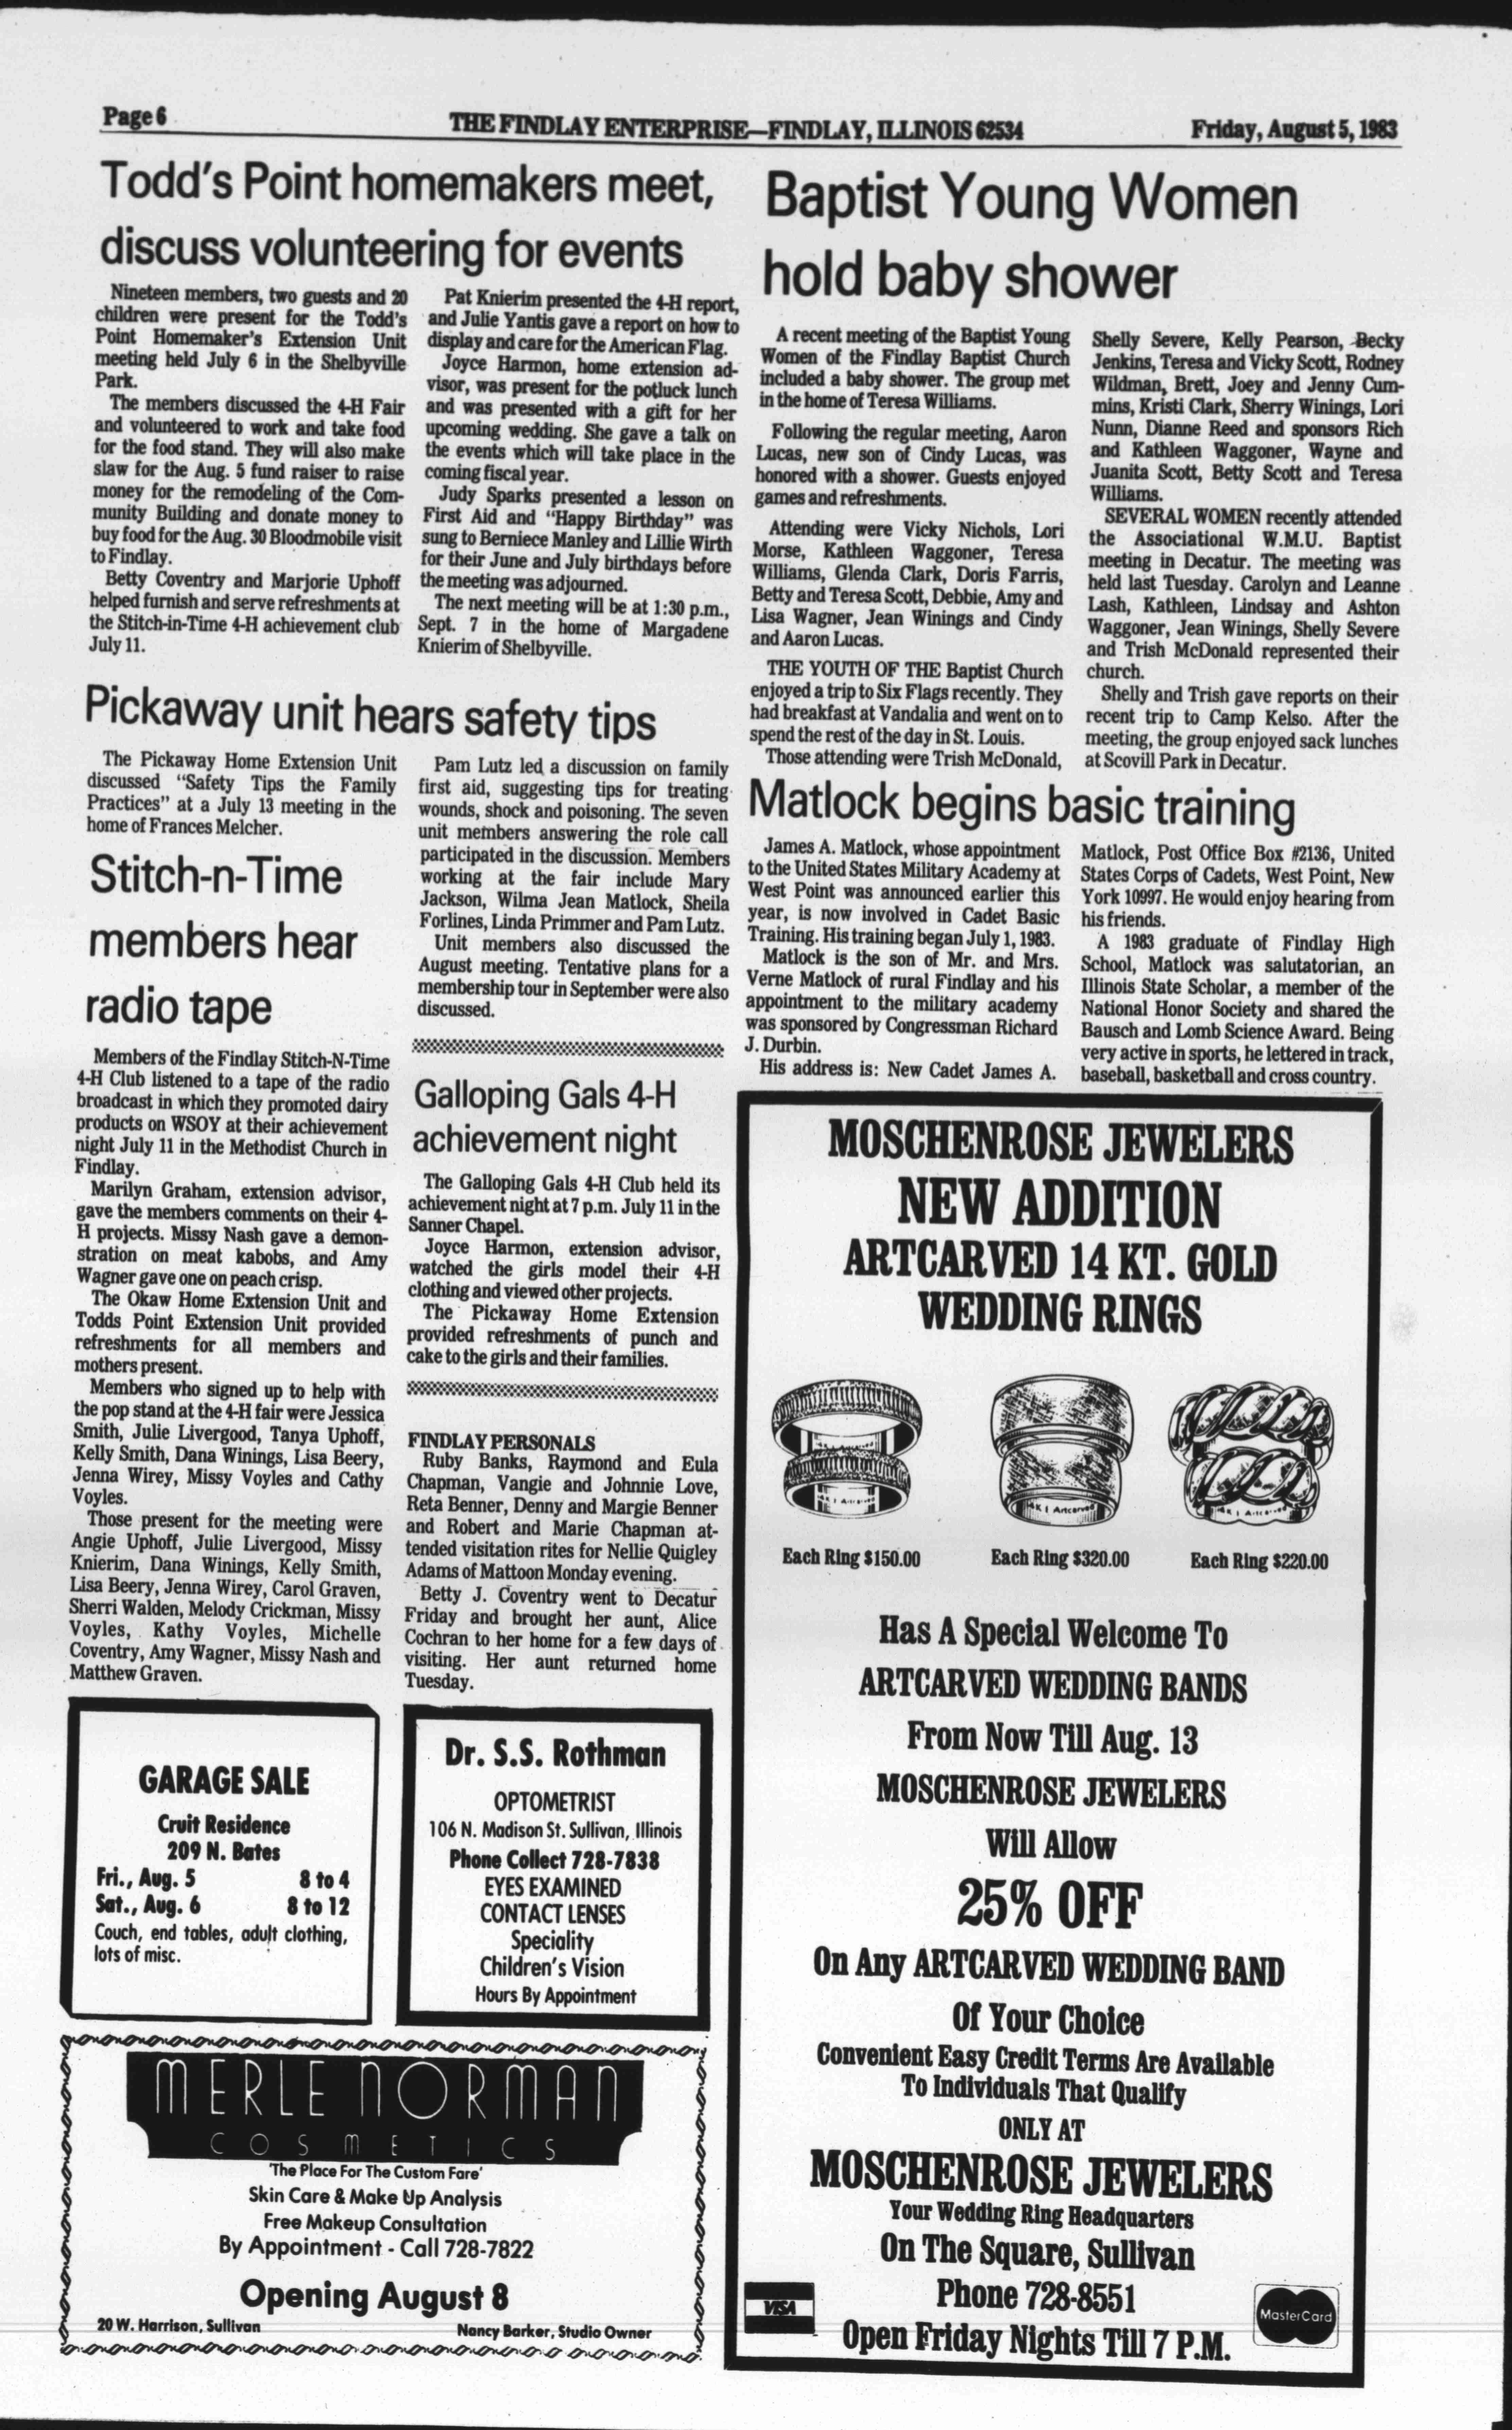 Page 6
THE FINDLAY ENTERPRISE—FINDLAY, ILLINOIS 62534
Friday, August 5, 1983
Todd's Point homemakers meet,
discuss volunteering for events
Nineteen members, two guests and 20
children were present for the Todd's
Point Homemaker's Extension Unit
meeting held July 6 in the Shelbyville
Park.
The members discussed the 4-H Fair
and volunteered to work and take food
for the food stand. They will also make
slaw for the Aug. 5 fund raiser to raise
money for the remodeling of the Com-
munity Building and donate money to
buy food for the Aug. 30 Bloodmobile visit
to Findlay.
Betty Coventry and Marjorie Uphoff
helped furnish and serve refreshments at
the Stitch-in-Time 4-H achievement club
July 11.
Pat Knierim presented the 4-H report,
and Julie Yantis gave a report on how to
display and care for the American Flag.
Joyce Harmon, home extension ad-
visor, was present for the potluck lunch
and was presented with a gift for her
upcoming wedding. She gave a talk on
the events which will take place in the
coming fiscal year.
Judy Sparks presented a lesson on
First Aid and "Happy Birthday" was
sung to Berniece Manley and Lillie Wirth
for their June and July birthdays before
the meeting was adjourned.
The next meeting will be at 1:30 p.m.,
Sept. 7 in the home of Margadene
Knierim of Shelbyville.
Pickaway unit hears safety tips
The Pickaway Home Extension Unit
discussed "Safety Tips the Family
Practices" at a July 13 meeting in the
home of Frances Melcher.
Pam Lutz led a discussion on family
first aid, suggesting tips for treating
wounds, shock and poisoning. The seven
unit members answering the role call
participated in the discussion. Members
working at the fair include Mary
Jackson, Wilma Jean Matlock, Sheila
Forlines, Linda Primmer and Pam Lutz.
Unit members also discussed the
August meeting. Tentative plans for a
membership tour in September were also
discussed.
Stitch-n-Time
members hear
radio tape
Members of the Findlay Stitch-N-Time
4-H Club listened to a tape of the radio
broadcast in which they promoted dairy
products on WSOY at their achievement
night July 11 in the Methodist Church in
Findlay.
Marilyn Graham, extension advisor,
gave the members comments on their 4-
H projects. Missy Nash gave a demon-
stration on meat kabobs, and Amy
Wagner gave one on peach crisp.
The Okaw Home Extension Unit and
Todds Point Extension Unit provided
refreshments for all members and
mothers present.
Members who signed up to help with
the pop stand at the 4-H fair were Jessica
Smith, Julie Livergood, Tanya Uphoff,
Kelly Smith, Dana Winings, Lisa Beery,
Jenna Wirey, Missy Voyles and Cathy
Voyles.
Those present for the meeting were
Angie Uphoff, Julie Livergood, Missy
Knierim, Dana Winings, Kelly Smith,
Lisa Beery, Jenna Wirey, Carol Graven,
Sherri Walden, Melody Crickman, Missy
Voyles, Kathy Voyles, Michelle
Coventry, Amy Wagner, Missy Nash and
Matthew Graven.
Galloping Gals 4-H
achievement night
The Galloping Gals 4-H Club held its
achievement night at 7 p.m. July 11 in the
Sanner Chapel.
Joyce Harmon, extension advisor,
watched the girls model their 4-H
clothing and viewed other projects.
The Pickaway Home Extension
provided refreshments of punch and
cake to the girls and their families.
FINDLAY PERSONALS
Ruby Banks, Raymond and Eula
Chapman, Vangie and Johnnie Love,
Reta Benner, Denny and Margie Benner
and Robert and Marie Chapman at-
tended visitation rites for Nellie Quigley
Adams of Mattoon Monday evening.
Betty J. Coventry went to Decatur
Friday and brought her aunt, Alice
Cochran to her home for a few days of
visiting. Her aunt returned home
Tuesday.
Baptist Young Women
hold baby shower
A recent meeting of the Baptist Young
Women of the Findlay Baptist Church
included a baby shower. The group met
in the home of Teresa Williams.
Following the regular meeting, Aaron
Lucas, new son of Cindy Lucas, was
honored with a shower. Guests enjoyed
games and refreshments.
Attending were Vicky Nichols, Lori
Morse, Kathleen Waggoner, Teresa
Williams, Glenda Clark, Doris Farris,
Betty and Teresa Scott, Debbie, Amy and
Lisa Wagner, Jean Winings and Cindy
and Aaron Lucas.
THE YOUTH OF THE Baptist Church
enjoyed a trip to Six Flags recently. They
had breakfast at Vandalia and went on to
spend the rest of the day in St. Louis.
Those attending were Trish McDonald,
Shelly Severe, Kelly Pearson, Becky
Jenkins, Teresa and Vicky Scott, Rodney
Wildman, Brett, Joey and Jenny Cum-
mins, Kristi Clark, Sherry Winings, Lori
Nunn, Dianne Reed and sponsors Rich
and Kathleen Waggoner, Wayne and
Juanita Scott, Betty Scott and Teresa
Williams.
SEVERAL WOMEN recently attended
the Associational W.M.U. Baptist
meeting in Decatur. The meeting was
held last Tuesday. Carolyn and Leanne
Lash, Kathleen, Lindsay and Ashton
Waggoner, Jean Winings, Shelly Severe
and Trish McDonald represented their
church.
Shelly and Trish gave reports on their
recent trip to Camp Kelso. After the
meeting, the group enjoyed sack lunches
at Scovill Park in Decatur.
Matlock begins basic training
James A. Matlock, whose appointment
to the United States Military Academy at
West Point was announced earlier this
year, is now involved in Cadet Basic
Training. His training began July 1, 1983.
Matlock is the son of Mr. and Mrs.
Verne Matlock of rural Findlay and his
appointment to the military academy
was sponsored by Congressman Richard
J. Durbin.
His address is: New Cadet James A.
Matlock, Post Office Box #2136, United
States Corps of Cadets, West Point, New
York 10997. He would enjoy hearing from
his friends.
A 1983 graduate of Findlay High
School, Matlock was salutatorian, an
Illinois State Scholar, a member of the
National Honor Society and shared the
Bausch and Lomb Science Award. Being
very active in sports, he lettered in track,
baseball, basketball and cross country.
GARAGE SALE
Cruit Residence
209 N. Bates
Fri., Aug. 5 8 to 4
Sat., Aug. 6 8 to 12
Couch, end tables, adult clothing,
lots of misc.
Dr. S.S. Rothman
OPTOMETRIST
106 N. Madison St. Sullivan, Illinois
Phone Collect 728-7838
EYES EXAMINED
CONTACT LENSES
Speciality
Children's Vision
Hours By Appointment
MERLE NORMAN
COSMETICS
'The Place For The Custom Fare'
Skin Care & Make Up Analysis
Free Makeup Consultation
By Appointment - Call 728-7822
Opening August 8
20 W. Harrison, Sullivan
Nancy Barker, Studio Owner
MOSCHENROSE JEWELERS
NEW ADDITION
ARTCARVED 14 KT. GOLD
WEDDING RINGS
14K I Artcarved
14K I Artcarved
14K I Artcarved
Each Ring $150.00
Each Ring $320.00
Each Ring $220.00
Has A Special Welcome To
ARTCARVED WEDDING BANDS
From Now Till Aug. 13
MOSCHENROSE JEWELERS
Will Allow
25% OFF
On Any ARTCARVED WEDDING BAND
Of Your Choice
Convenient Easy Credit Terms Are Available
To Individuals That Qualify
ONLY AT
MOSCHENROSE JEWELERS
Your Wedding Ring Headquarters
On The Square, Sullivan
Phone 728-8551
Open Friday Nights Till 7 P.M.
VISA
MasterCard